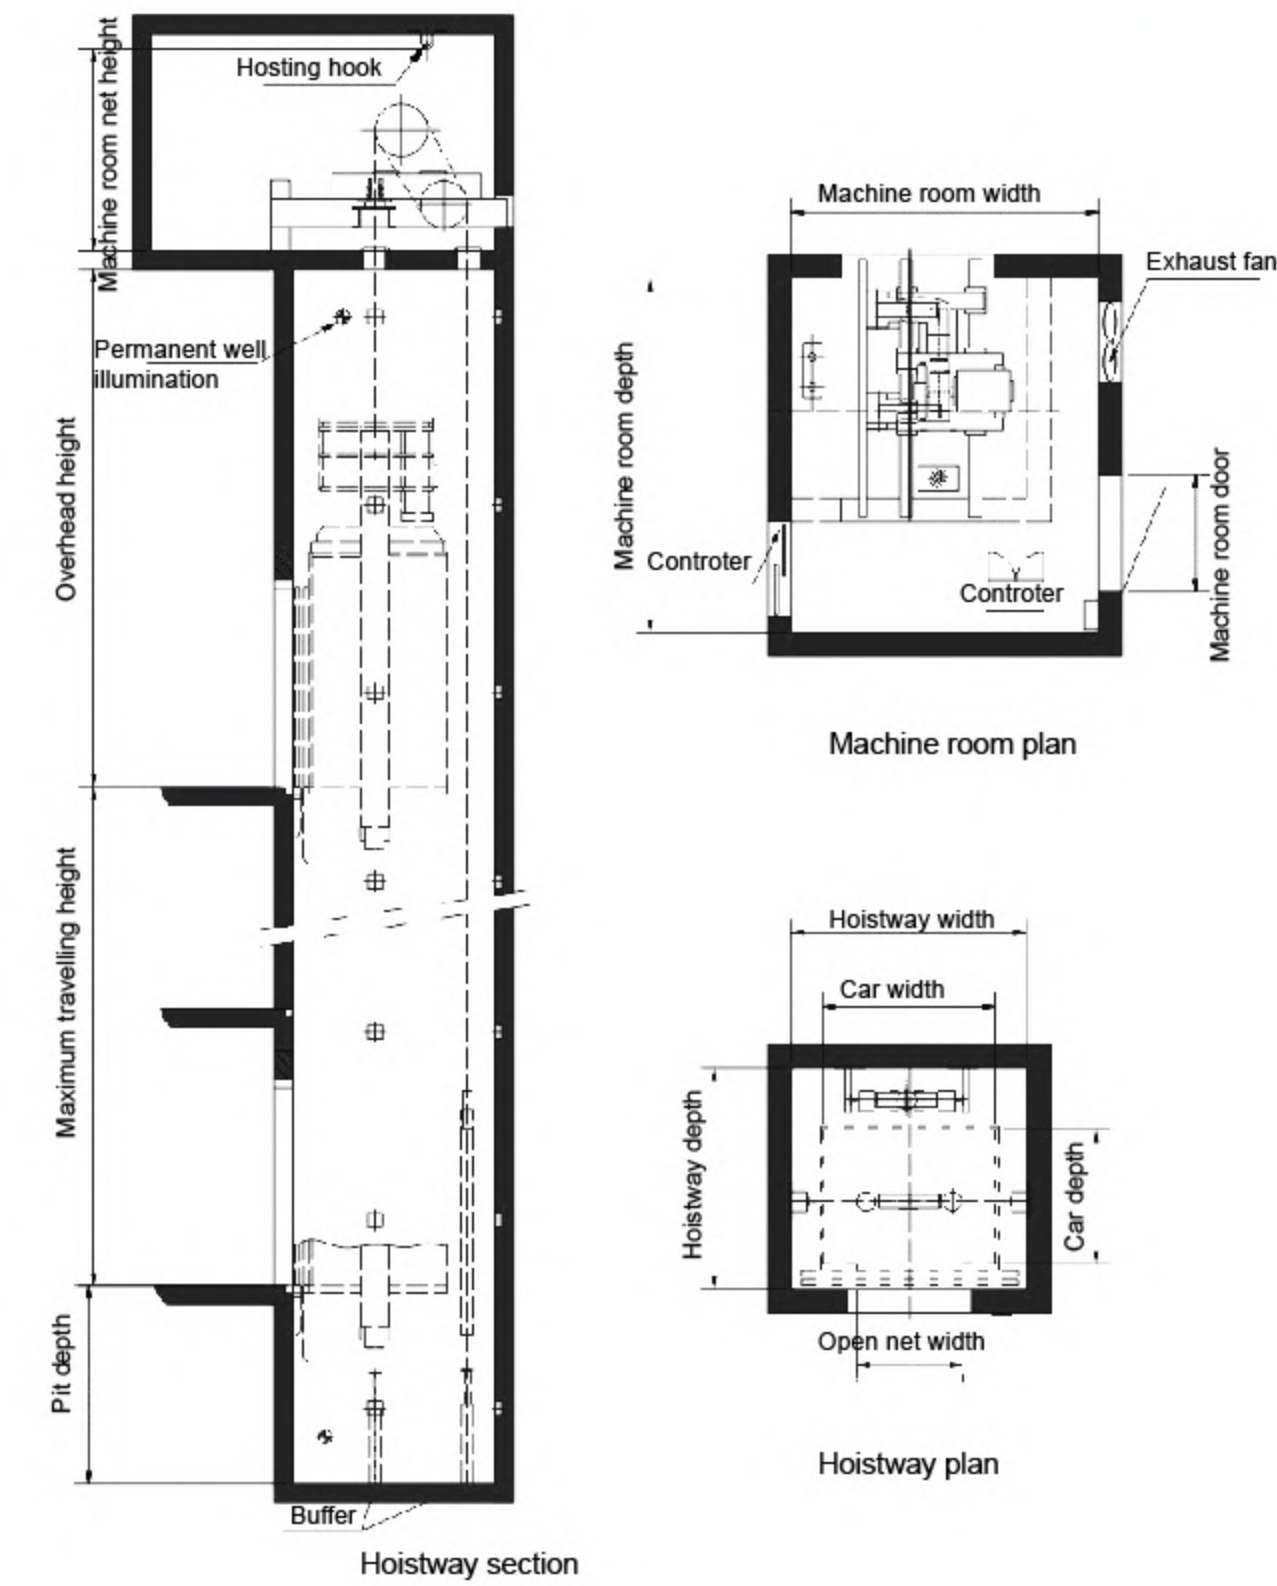 Machine room net height
Hosting hook
Permanent well
illumination
Overhead height
Maximum travelling height
Pit depth
Buffer
Hoistway section
Machine room width
Exhaust fan
Machine room depth
Controter
Controter
Machine room door
Machine room plan
Hoistway width
Car width
Hoistway depth
Car depth
Open net width
Hoistway plan